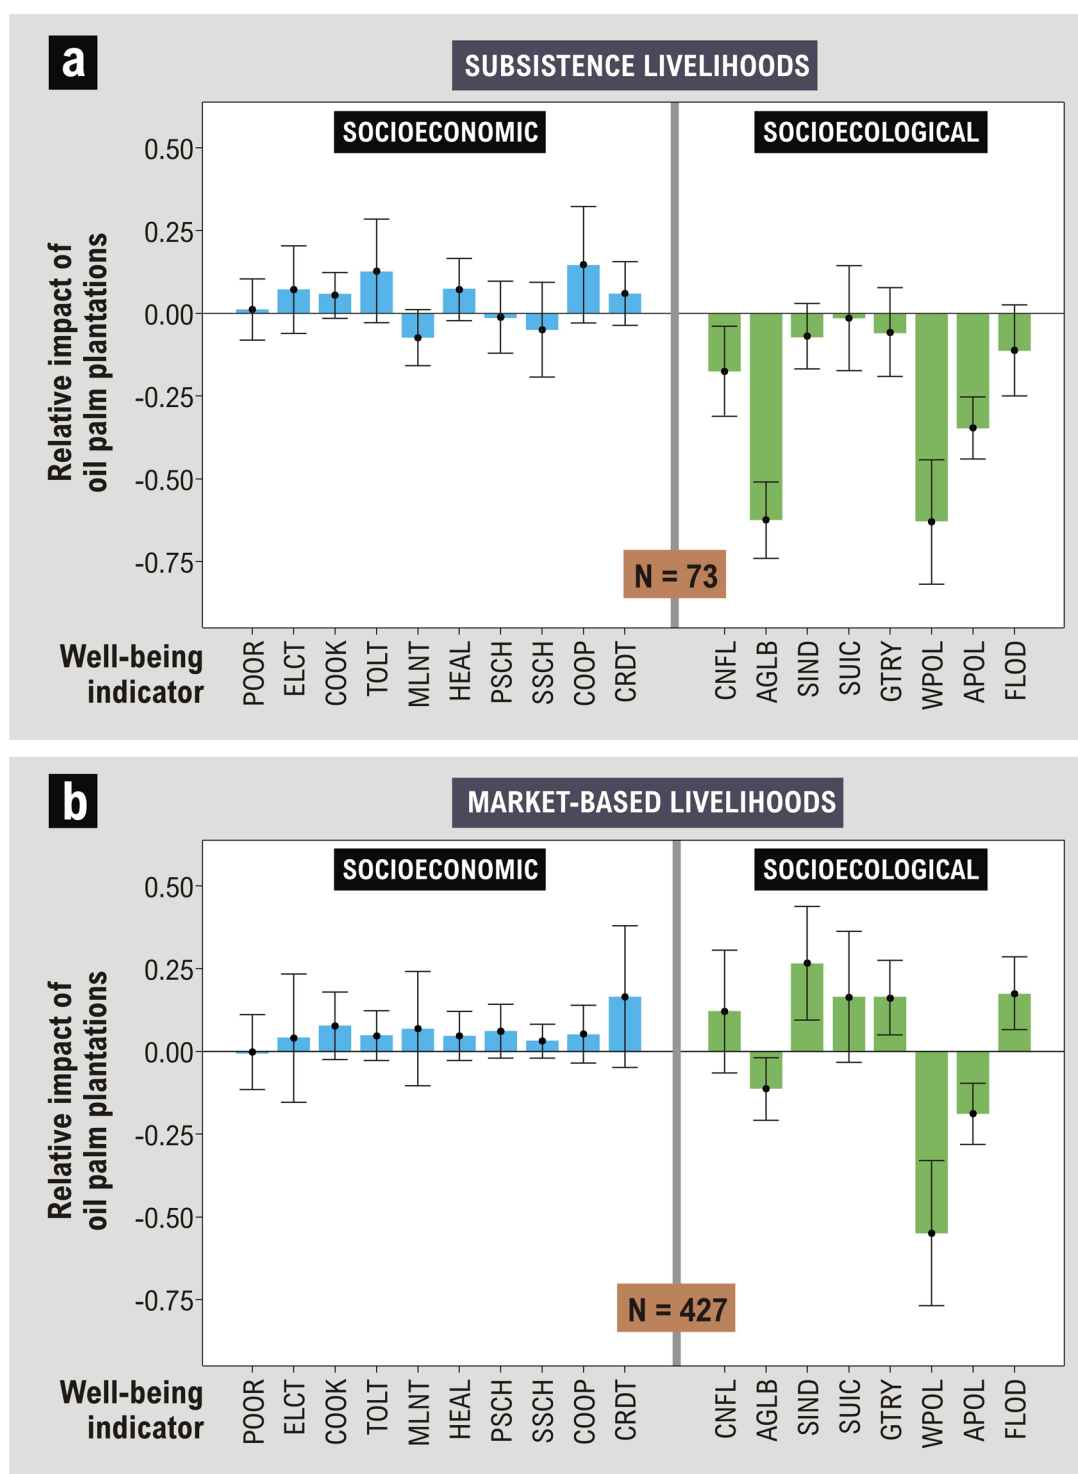 a
SUBSISTENCE LIVELIHOODS
SOCIOECONOMIC
SOCIOECOLOGICAL
Relative impact of
oil palm plantations
0.50
0.25
0.00
-0.25
-0.50
-0.75
N = 73
Well-being
indicator
POOR
ELCT
COOK
TOLT
MLNT
HEAL
PSCH
SSCH
COOP
CRDT
CNFL
AGLB
SIND
SUIC
GTRY
WPOL
APOL
FLOD
b
MARKET-BASED LIVELIHOODS
SOCIOECONOMIC
SOCIOECOLOGICAL
Relative impact of
oil palm plantations
0.50
0.25
0.00
-0.25
-0.50
-0.75
N = 427
Well-being
indicator
POOR
ELCT
COOK
TOLT
MLNT
HEAL
PSCH
SSCH
COOP
CRDT
CNFL
AGLB
SIND
SUIC
GTRY
WPOL
APOL
FLOD